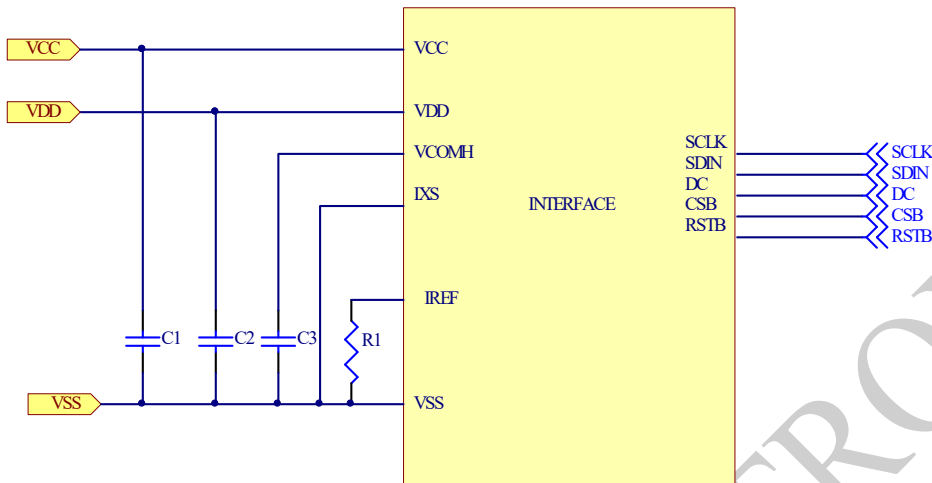 VCC
VCC
VDD
VDD
VCOMH
IXS
INTERFACE
SCLK
SDIN
DC
CSB
RSTB
SCLK
SDIN
DC
CSB
RSTB
IREF
C1
C2
C3
R1
VSS
VSS
TRO